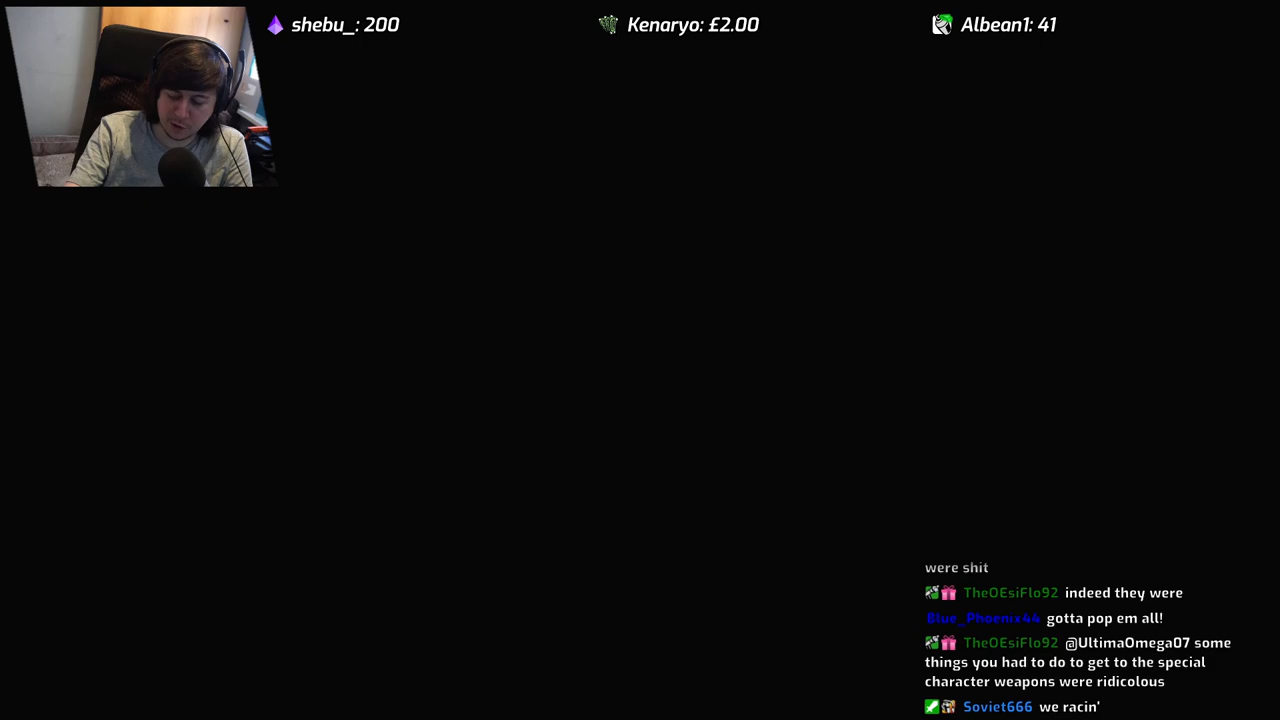 shebu_: 200
Kenaryo: £2.00
Albean1: 41
were shit
TheOEsiFlo92 indeed they were
Blue_Phoenix44 gotta pop em all!
TheOEsiFlo92 @UltimaOmega07 some
things you had to do to get to the special
character weapons were ridicolous
Soviet666 we racin'